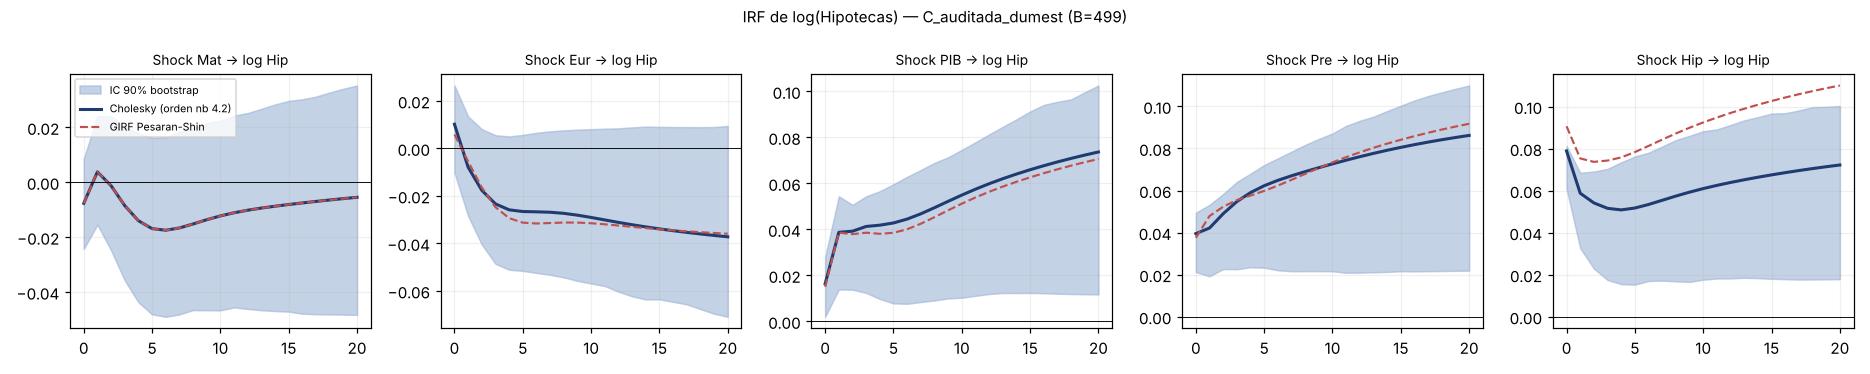 IRF de log(Hipotecas) — C_auditada_dumest (B=499)
Shock Mat → log Hip
IC 90% bootstrap
Cholesky (orden nb 4.2)
GIRF Pesaran-Shin
0.02
0.00
−0.02
−0.04
0 5 10 15 20
Shock Eur → log Hip
0.02
0.00
−0.02
−0.04
−0.06
0 5 10 15 20
Shock PIB → log Hip
0.10
0.08
0.06
0.04
0.02
0.00
0 5 10 15 20
Shock Pre → log Hip
0.10
0.08
0.06
0.04
0.02
0.00
0 5 10 15 20
Shock Hip → log Hip
0.10
0.08
0.06
0.04
0.02
0.00
0 5 10 15 20